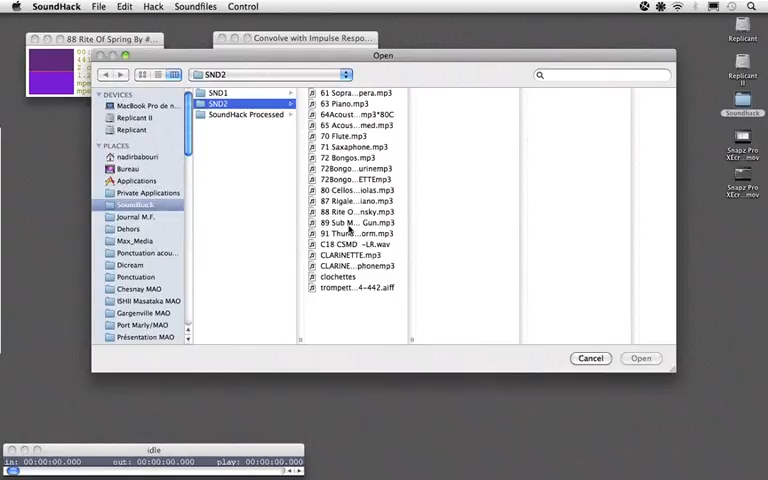 SoundHack File Edit Hack Soundfiles Control
Replicant
Replicant
II
Soundhack
Snapz Pro
XEcr...mov
Snapz Pro
XEcr...mov
88 Rite Of Spring By #...
Convolve with Impulse Respo...
Open
SND2
DEVICES
MacBook Pro de n...
Replicant II
Replicant
PLACES
nadirbabouri
Bureau
Applications
Private Applications
Soundhack
Journal M.F.
Dehors
Max_Media
Ponctuation acou...
Dicream
Ponctuation
Chesnay MAO
ISHII Masataka MAO
Gargenville MAO
Port Marly/MAO
Présentation MAO
SND1
SND2
SoundHack Processed
61 Sopra...pera.mp3
63 Piano.mp3
64Acoust...mp3*80C
65 Acous...med.mp3
70 Flute.mp3
71 Saxaphone.mp3
72 Bongos.mp3
72Bongo...urinemp3
72Bongo...ETTEmp3
80 Cellos...iolas.mp3
87 Rigale...iano.mp3
88 Rite O...nsky.mp3
89 Sub M... Gun.mp3
91 Thun...orm.mp3
C18 CSMD -LR.wav
CLARINETTE.mp3
CLARINE...phonemp3
clochettes
trompett...4-442.aiff
Cancel Open
idle
in: 00:00:00.000 out: 00:00:00.000 play: 00:00:00.000